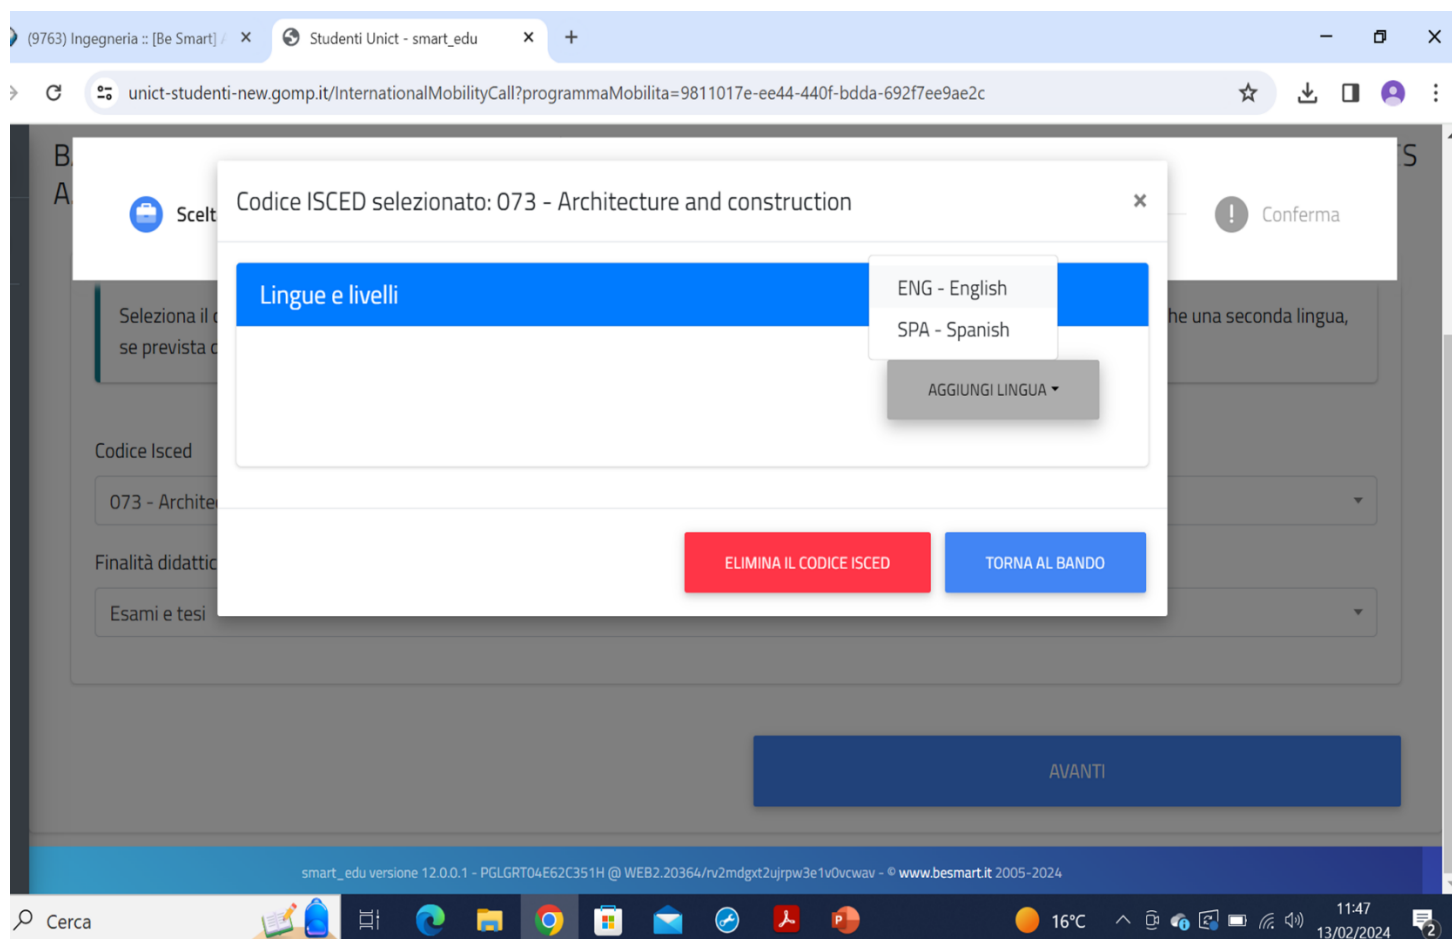 (9763) Ingegneria :: [Be Smart]
Studenti Unict - smart_edu
unict-studenti-new.gomp.it/InternationalMobilityCall?programmaMobilita=9811017e-ee44-440f-bdda-692f7ee9ae2c
B
S
A
Scelt
Codice ISCED selezionato: 073 - Architecture and construction
×
Conferma
Lingue e livelli
ENG - English
SPA - Spanish
AGGIUNGI LINGUA
Seleziona il
he una seconda lingua,
se prevista
Codice Isced
073 - Archite
Finalità didattic
Esami e tesi
ELIMINA IL CODICE ISCED
TORNA AL BANDO
AVANTI
smart_edu versione 12.0.0.1 - PGLGRT04E62C351H @ WEB2.20364/rv2mdgxt2ujrpw3e1v0vcwav - © www.besmart.it 2005-2024
Cerca
16°C
11:47
13/02/2024
2